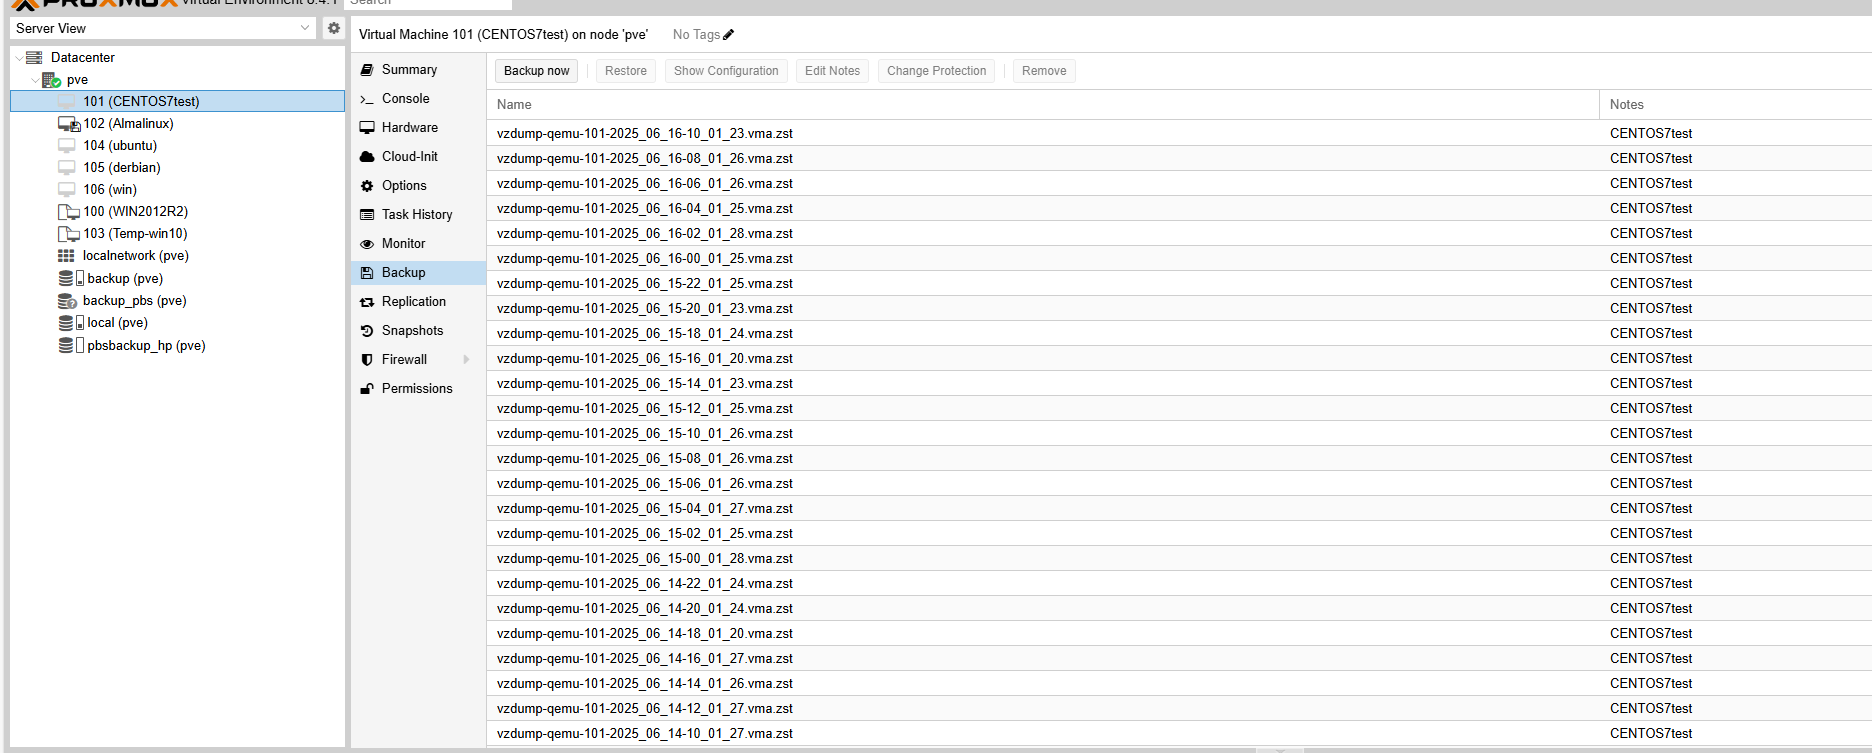 PROXMOX Virtual Environment 8.4.1 Search
Server View
Datacenter
pve
101 (CENTOS7test)
102 (Almalinux)
104 (ubuntu)
105 (derbian)
106 (win)
100 (WIN2012R2)
103 (Temp-win10)
localnetwork (pve)
backup (pve)
backup_pbs (pve)
local (pve)
pbsbackup_hp (pve)
Virtual Machine 101 (CENTOS7test) on node 'pve' No Tags
Summary
Console
Hardware
Cloud-Init
Options
Task History
Monitor
Backup
Replication
Snapshots
Firewall
Permissions
Backup now Restore Show Configuration Edit Notes Change Protection Remove
Name Notes
vzdump-qemu-101-2025_06_16-10_01_23.vma.zst CENTOS7test
vzdump-qemu-101-2025_06_16-08_01_26.vma.zst CENTOS7test
vzdump-qemu-101-2025_06_16-06_01_26.vma.zst CENTOS7test
vzdump-qemu-101-2025_06_16-04_01_25.vma.zst CENTOS7test
vzdump-qemu-101-2025_06_16-02_01_28.vma.zst CENTOS7test
vzdump-qemu-101-2025_06_16-00_01_25.vma.zst CENTOS7test
vzdump-qemu-101-2025_06_15-22_01_25.vma.zst CENTOS7test
vzdump-qemu-101-2025_06_15-20_01_23.vma.zst CENTOS7test
vzdump-qemu-101-2025_06_15-18_01_24.vma.zst CENTOS7test
vzdump-qemu-101-2025_06_15-16_01_20.vma.zst CENTOS7test
vzdump-qemu-101-2025_06_15-14_01_23.vma.zst CENTOS7test
vzdump-qemu-101-2025_06_15-12_01_25.vma.zst CENTOS7test
vzdump-qemu-101-2025_06_15-10_01_26.vma.zst CENTOS7test
vzdump-qemu-101-2025_06_15-08_01_26.vma.zst CENTOS7test
vzdump-qemu-101-2025_06_15-06_01_26.vma.zst CENTOS7test
vzdump-qemu-101-2025_06_15-04_01_27.vma.zst CENTOS7test
vzdump-qemu-101-2025_06_15-02_01_25.vma.zst CENTOS7test
vzdump-qemu-101-2025_06_15-00_01_28.vma.zst CENTOS7test
vzdump-qemu-101-2025_06_14-22_01_24.vma.zst CENTOS7test
vzdump-qemu-101-2025_06_14-20_01_24.vma.zst CENTOS7test
vzdump-qemu-101-2025_06_14-18_01_20.vma.zst CENTOS7test
vzdump-qemu-101-2025_06_14-16_01_27.vma.zst CENTOS7test
vzdump-qemu-101-2025_06_14-14_01_26.vma.zst CENTOS7test
vzdump-qemu-101-2025_06_14-12_01_27.vma.zst CENTOS7test
vzdump-qemu-101-2025_06_14-10_01_27.vma.zst CENTOS7test